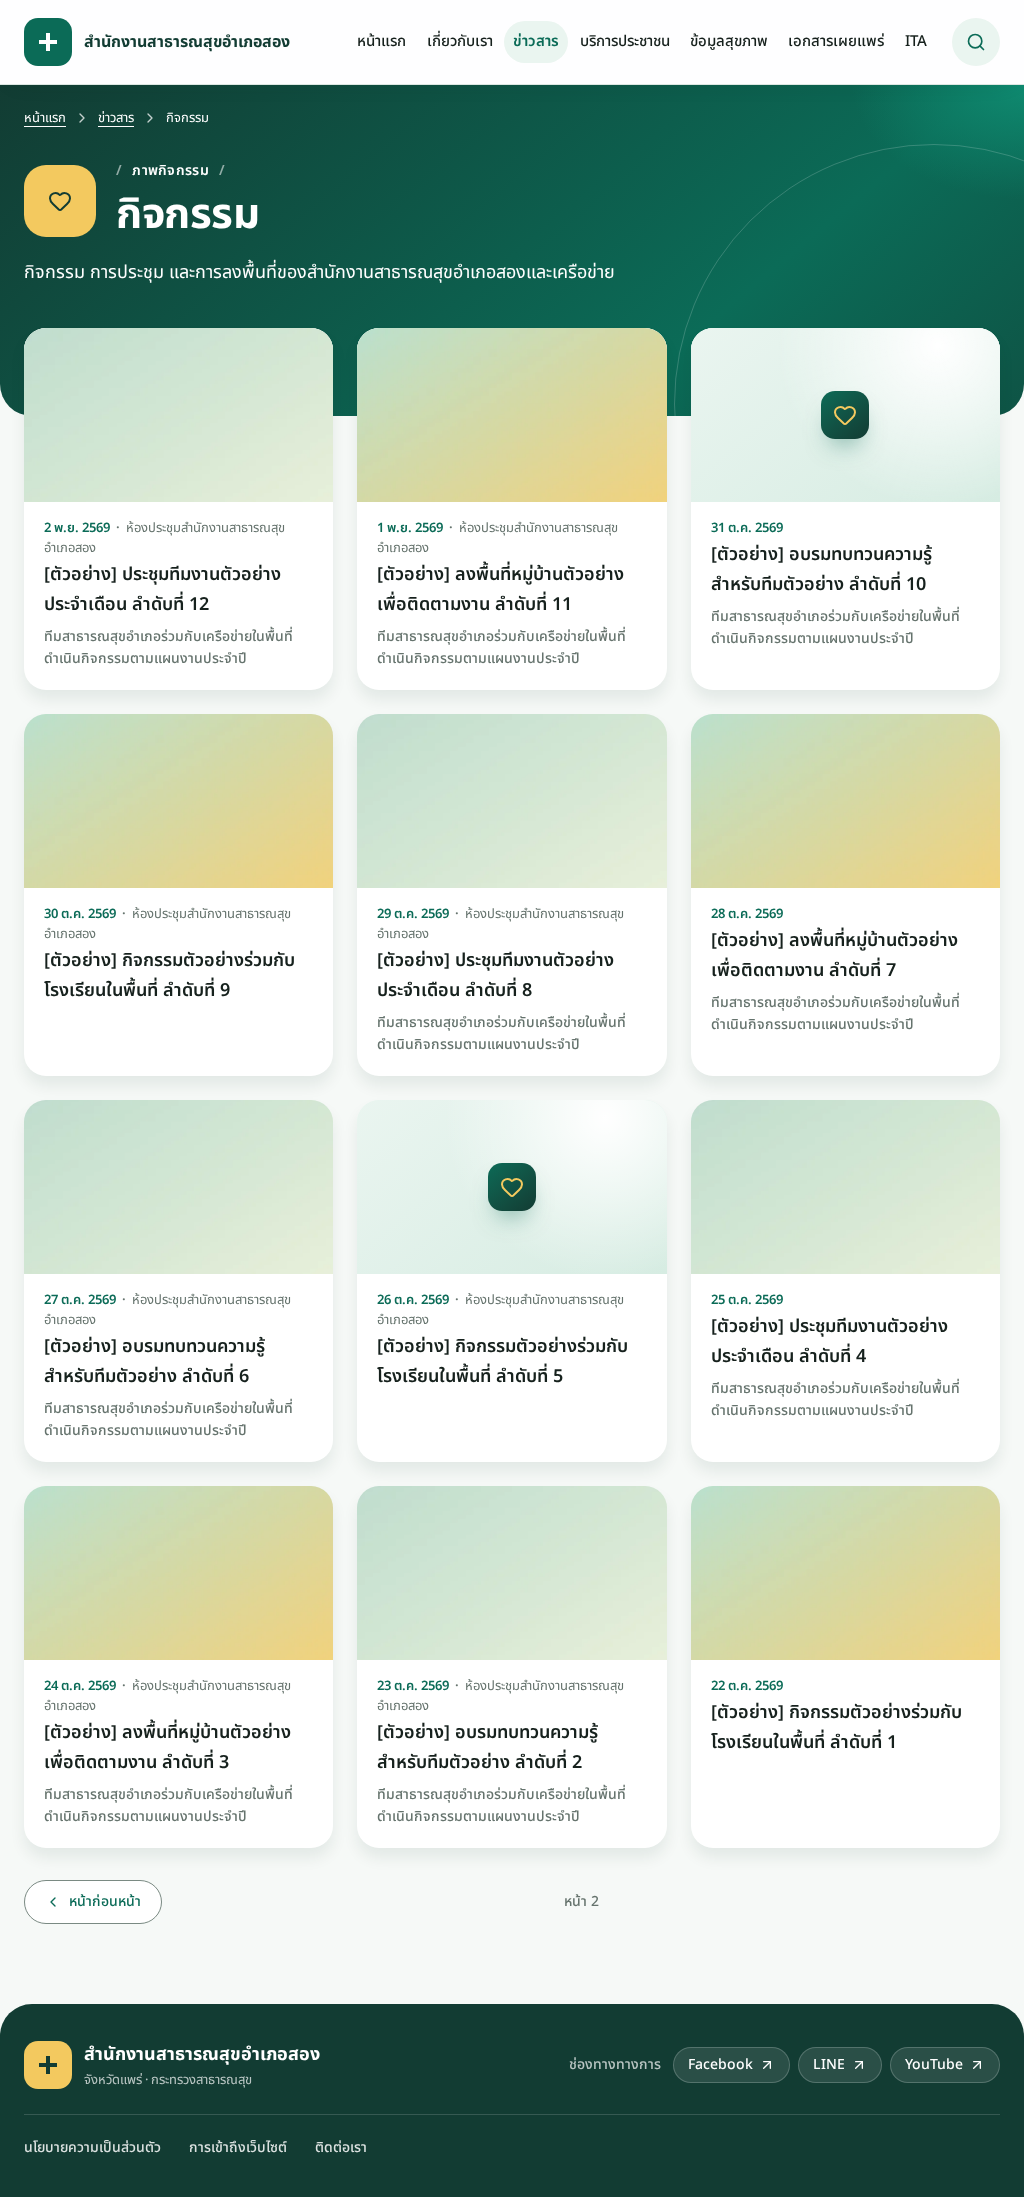 สำนักงานสาธารณสุขอำเภอสอง
หน้าแรก เกี่ยวกับเรา ข่าวสาร บริการประชาชน ข้อมูลสุขภาพ เอกสารเผยแพร่ ITA
หน้าแรก ข่าวสาร กิจกรรม
/ ภาพกิจกรรม /
กิจกรรม
กิจกรรม การประชุม และการลงพื้นที่ของสำนักงานสาธารณสุขอำเภอสองและเครือข่าย
2 พ.ย. 2569 · ห้องประชุมสำนักงานสาธารณสุข
อำเภอสอง
[ตัวอย่าง] ประชุมทีมงานตัวอย่าง
ประจำเดือน ลำดับที่ 12
ทีมสาธารณสุขอำเภอร่วมกับเครือข่ายในพื้นที่
ดำเนินกิจกรรมตามแผนงานประจำปี
1 พ.ย. 2569 · ห้องประชุมสำนักงานสาธารณสุข
อำเภอสอง
[ตัวอย่าง] ลงพื้นที่หมู่บ้านตัวอย่าง
เพื่อติดตามงาน ลำดับที่ 11
ทีมสาธารณสุขอำเภอร่วมกับเครือข่ายในพื้นที่
ดำเนินกิจกรรมตามแผนงานประจำปี
31 ต.ค. 2569
[ตัวอย่าง] อบรมทบทวนความรู้
สำหรับทีมตัวอย่าง ลำดับที่ 10
ทีมสาธารณสุขอำเภอร่วมกับเครือข่ายในพื้นที่
ดำเนินกิจกรรมตามแผนงานประจำปี
30 ต.ค. 2569 · ห้องประชุมสำนักงานสาธารณสุข
อำเภอสอง
[ตัวอย่าง] กิจกรรมตัวอย่างร่วมกับ
โรงเรียนในพื้นที่ ลำดับที่ 9
29 ต.ค. 2569 · ห้องประชุมสำนักงานสาธารณสุข
อำเภอสอง
[ตัวอย่าง] ประชุมทีมงานตัวอย่าง
ประจำเดือน ลำดับที่ 8
ทีมสาธารณสุขอำเภอร่วมกับเครือข่ายในพื้นที่
ดำเนินกิจกรรมตามแผนงานประจำปี
28 ต.ค. 2569
[ตัวอย่าง] ลงพื้นที่หมู่บ้านตัวอย่าง
เพื่อติดตามงาน ลำดับที่ 7
ทีมสาธารณสุขอำเภอร่วมกับเครือข่ายในพื้นที่
ดำเนินกิจกรรมตามแผนงานประจำปี
27 ต.ค. 2569 · ห้องประชุมสำนักงานสาธารณสุข
อำเภอสอง
[ตัวอย่าง] อบรมทบทวนความรู้
สำหรับทีมตัวอย่าง ลำดับที่ 6
ทีมสาธารณสุขอำเภอร่วมกับเครือข่ายในพื้นที่
ดำเนินกิจกรรมตามแผนงานประจำปี
26 ต.ค. 2569 · ห้องประชุมสำนักงานสาธารณสุข
อำเภอสอง
[ตัวอย่าง] กิจกรรมตัวอย่างร่วมกับ
โรงเรียนในพื้นที่ ลำดับที่ 5
25 ต.ค. 2569
[ตัวอย่าง] ประชุมทีมงานตัวอย่าง
ประจำเดือน ลำดับที่ 4
ทีมสาธารณสุขอำเภอร่วมกับเครือข่ายในพื้นที่
ดำเนินกิจกรรมตามแผนงานประจำปี
24 ต.ค. 2569 · ห้องประชุมสำนักงานสาธารณสุข
อำเภอสอง
[ตัวอย่าง] ลงพื้นที่หมู่บ้านตัวอย่าง
เพื่อติดตามงาน ลำดับที่ 3
ทีมสาธารณสุขอำเภอร่วมกับเครือข่ายในพื้นที่
ดำเนินกิจกรรมตามแผนงานประจำปี
23 ต.ค. 2569 · ห้องประชุมสำนักงานสาธารณสุข
อำเภอสอง
[ตัวอย่าง] อบรมทบทวนความรู้
สำหรับทีมตัวอย่าง ลำดับที่ 2
ทีมสาธารณสุขอำเภอร่วมกับเครือข่ายในพื้นที่
ดำเนินกิจกรรมตามแผนงานประจำปี
22 ต.ค. 2569
[ตัวอย่าง] กิจกรรมตัวอย่างร่วมกับ
โรงเรียนในพื้นที่ ลำดับที่ 1
หน้าก่อนหน้า
หน้า 2
สำนักงานสาธารณสุขอำเภอสอง
จังหวัดแพร่ · กระทรวงสาธารณสุข
ช่องทางทางการ Facebook LINE YouTube
นโยบายความเป็นส่วนตัว การเข้าถึงเว็บไซต์ ติดต่อเรา